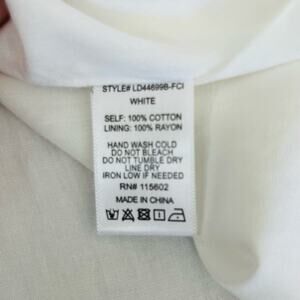 STYLE# LD44699B-FCI
WHITE
SELF: 100% COTTON
LINING: 100% RAYON
HAND WASH COLD
DO NOT BLEACH
DO NOT TUMBLE DRY
LINE DRY
IRON LOW IF NEEDED
RN# 115602
MADE IN CHINA